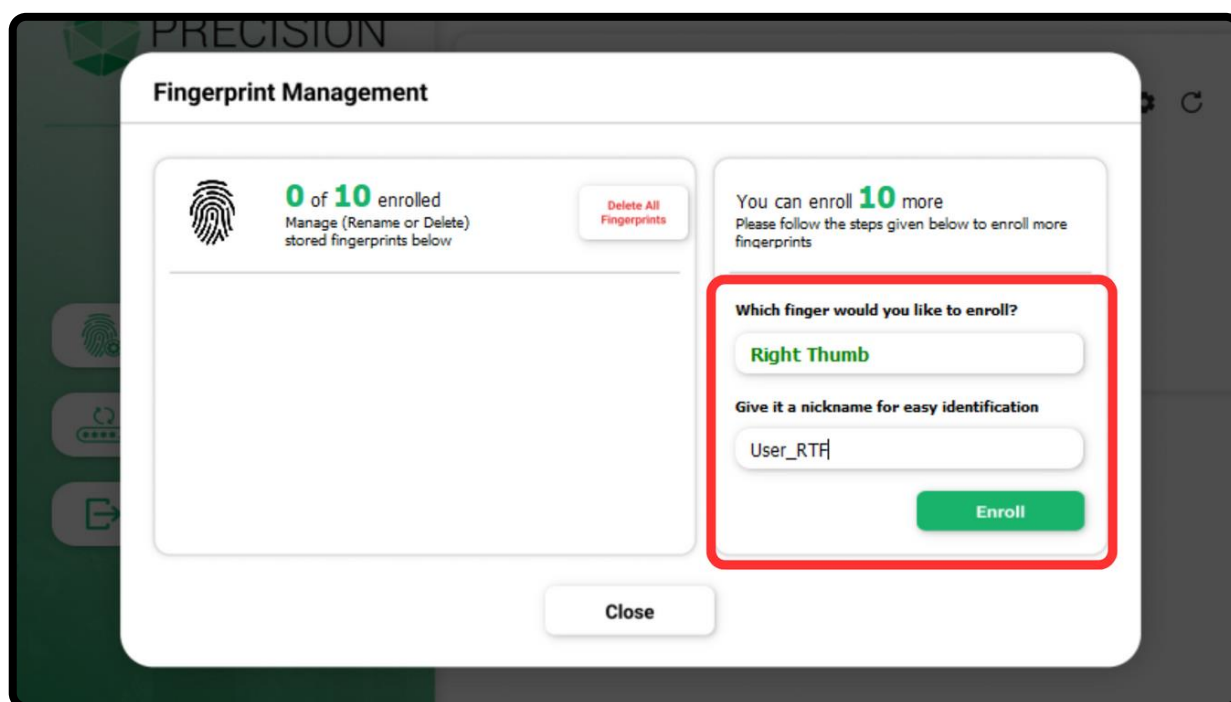 PRECISION
Fingerprint Management
0 of 10 enrolled
Manage (Rename or Delete)
stored fingerprints below
Delete All
Fingerprints
You can enroll 10 more
Please follow the steps given below to enroll more
fingerprints
Which finger would you like to enroll?
Right Thumb
Give it a nickname for easy identification
User_RTF
Enroll
Close